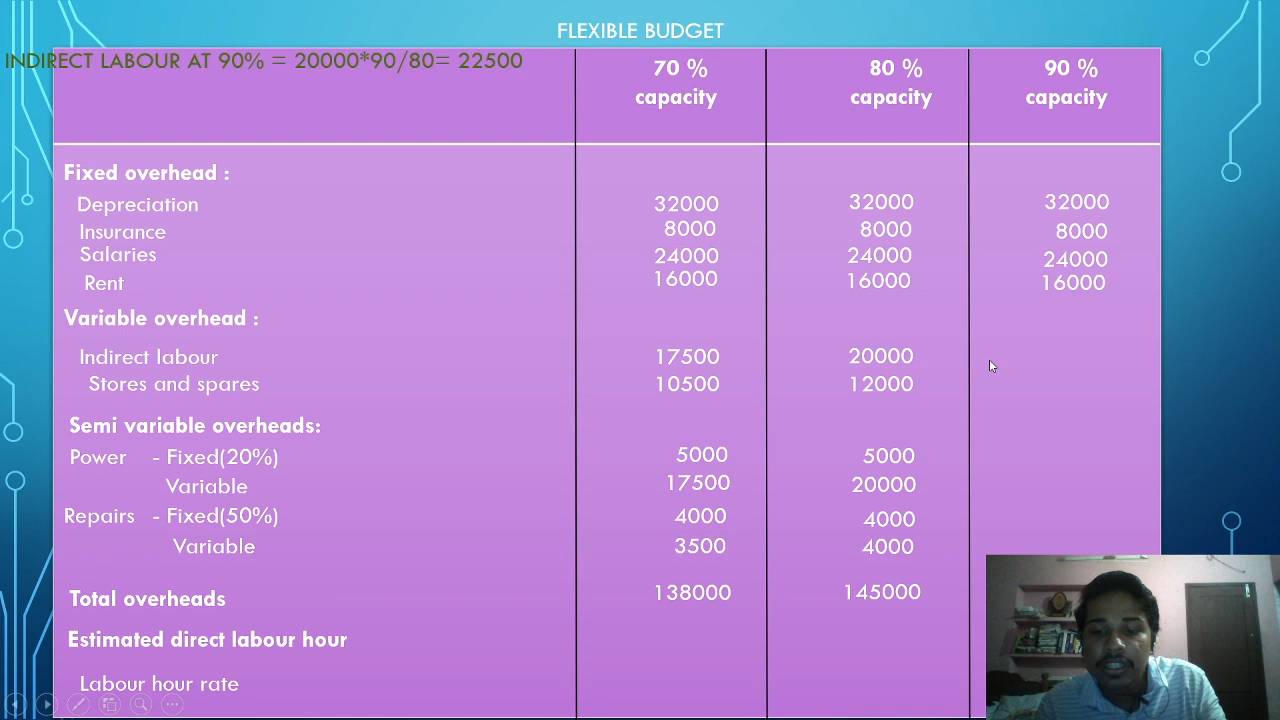 FLEXIBLE BUDGET
INDIRECT LABOUR AT 90% = 20000*90/80= 22500
70 % capacity 80 % capacity 90 % capacity
Fixed overhead :
Depreciation 32000 32000 32000
Insurance 8000 8000 8000
Salaries 24000 24000 24000
Rent 16000 16000 16000
Variable overhead :
Indirect labour 17500 20000
Stores and spares 10500 12000
Semi variable overheads:
Power - Fixed(20%) 5000 5000
Variable 17500 20000
Repairs - Fixed(50%) 4000 4000
Variable 3500 4000
Total overheads 138000 145000
Estimated direct labour hour
Labour hour rate